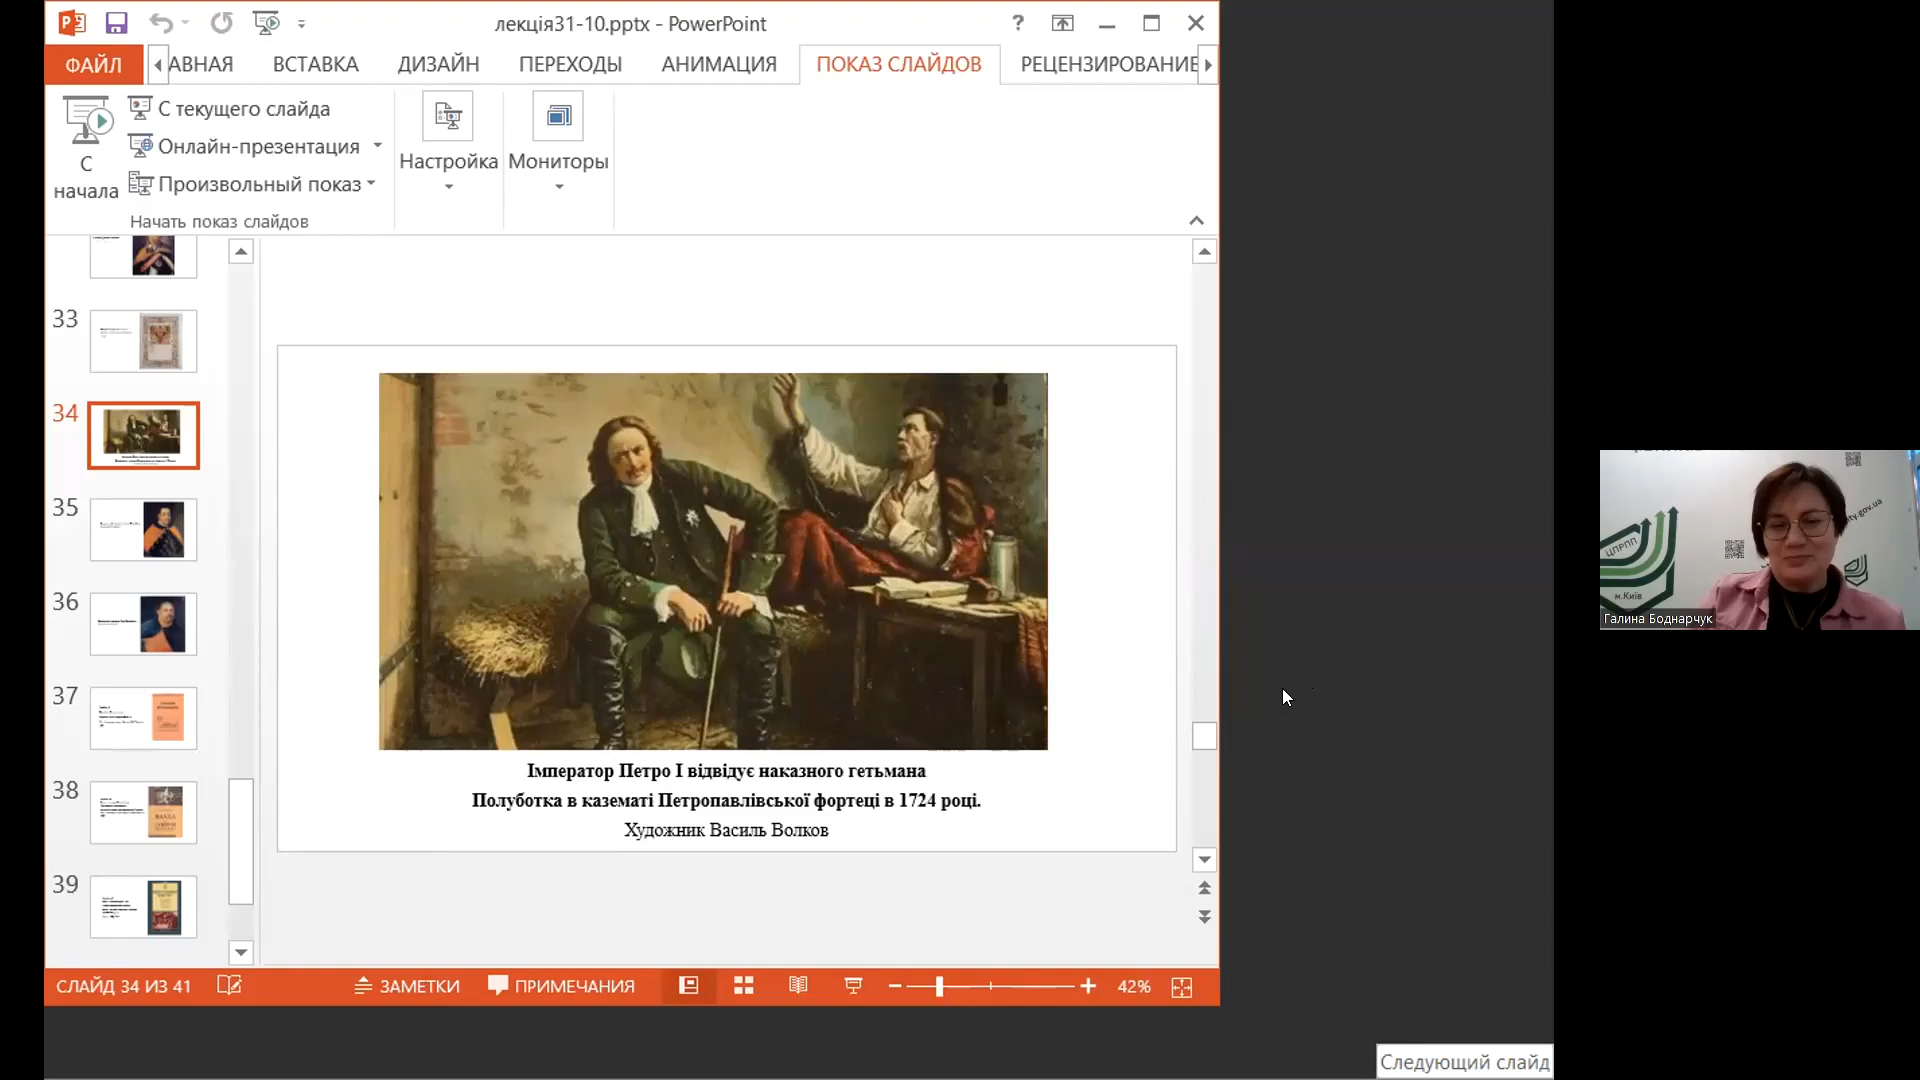 лекція31-10.pptx - PowerPoint
?
ФАЙЛ
АВНАЯ
ВСТАВКА
ДИЗАЙН
ПЕРЕХОДЫ
АНИМАЦИЯ
ПОКАЗ СЛАЙДОВ
РЕЦЕНЗИРОВАНИЕ
С начала
С текущего слайда
Онлайн-презентация
Произвольный показ
Настройка
Мониторы
Начать показ слайдов
33
34
35
36
37
38
39
Імператор Петро І відвідує наказного гетьмана
Полуботка в казематі Петропавлівської фортеці в 1724 році.
Художник Василь Волков
ЦПРПП
м.Київ
Галина Боднарчук
СЛАЙД 34 ИЗ 41
ЗАМЕТКИ
ПРИМЕЧАНИЯ
42%
Следующий слайд